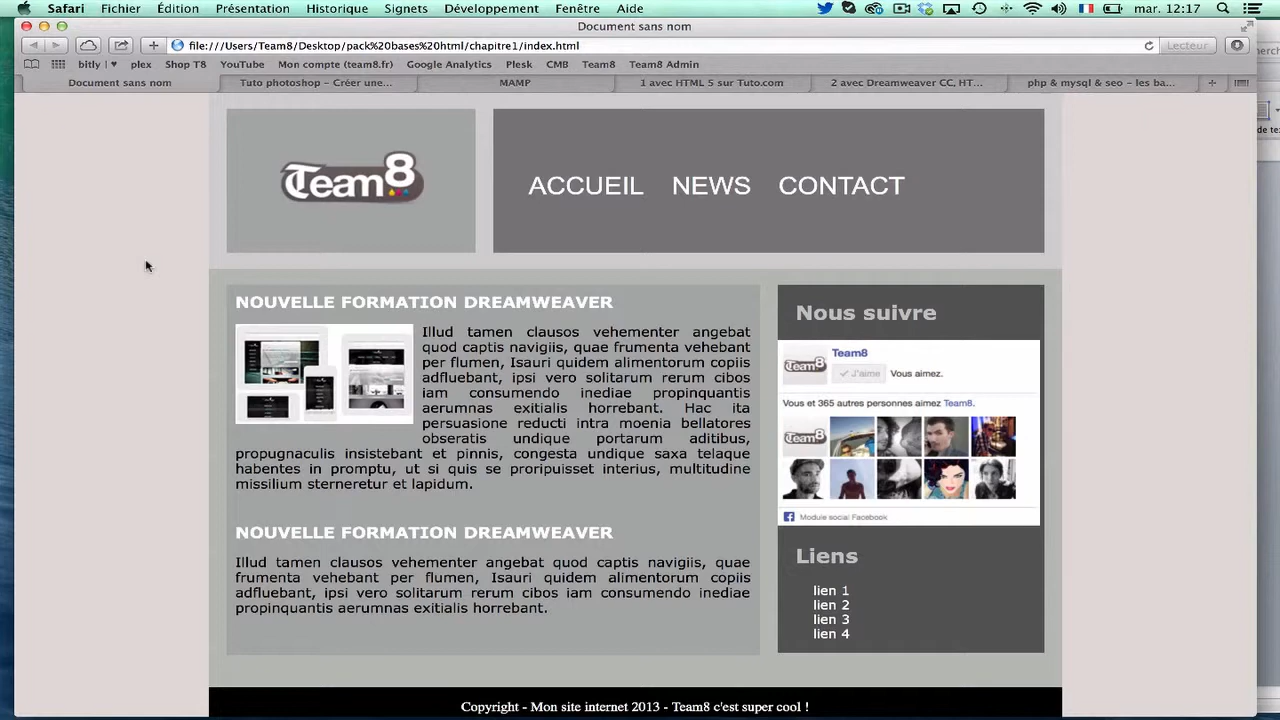 Safari Fichier Édition Présentation Historique Signets Développement Fenêtre Aide mar. 12:17
Document sans nom
file:///Users/Team8/Desktop/pack%20bases%20html/chapitre1/index.html Lecteur
bitly | ♥ plex Shop T8 YouTube Mon compte (team8.fr) Google Analytics Plesk CMB Team8 Team8 Admin
Document sans nom Tuto photoshop – Créer une... MAMP 1 avec HTML 5 sur Tuto.com 2 avec Dreamweaver CC, HT... php & mysql & seo – les ba...
de te
Team8
ACCUEIL NEWS CONTACT
NOUVELLE FORMATION DREAMWEAVER
Illud tamen clausos vehementer angebat
quod captis navigiis, quae frumenta vehebant
per flumen, Isauri quidem alimentorum copiis
adfluebant, ipsi vero solitarum rerum cibos
iam consumendo inediae propinquantis
aerumnas exitialis horrebant. Hac ita
persuasione reducti intra moenia bellatores
obseratis undique portarum aditibus,
propugnaculis insistebant et pinnis, congesta undique saxa telaque
habentes in promptu, ut si quis se proripuisset interius, multitudine
missilium sterneretur et lapidum.
NOUVELLE FORMATION DREAMWEAVER
Illud tamen clausos vehementer angebat quod captis navigiis, quae
frumenta vehebant per flumen, Isauri quidem alimentorum copiis
adfluebant, ipsi vero solitarum rerum cibos iam consumendo inediae
propinquantis aerumnas exitialis horrebant.
Nous suivre
Team8
Team8
J'aime Vous aimez.
Vous et 365 autres personnes aimez Team8.
Team8
Module social Facebook
Liens
lien 1
lien 2
lien 3
lien 4
Copyright - Mon site internet 2013 - Team8 c'est super cool !